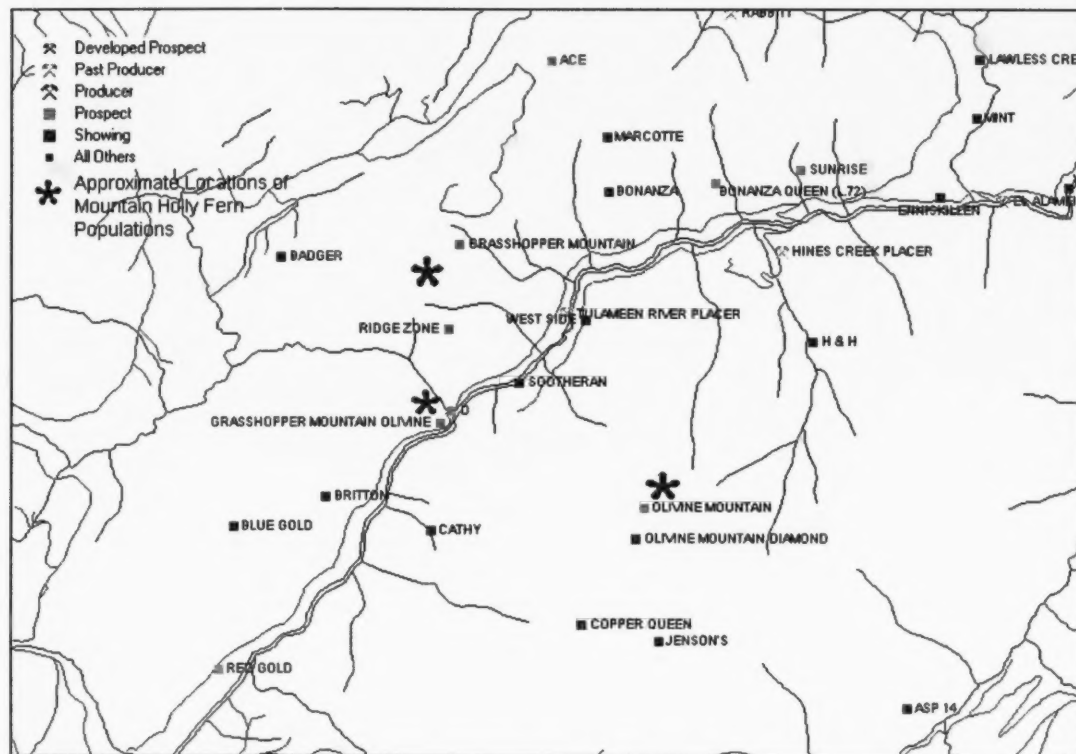 Developed Prospect
Past Producer
Producer
Prospect
Showing
All Others
Approximate Locations of
Mountain Holly Fern
Populations
RABBITT
ACE
LAWLESS CRE
MARCOTTE
MINT
SUNRISE
BONANZA
BONANZA QUEEN (L.72)
ENNISKILLEN
GRASSHOPPER MOUNTAIN
HINES CREEK PLACER
BADGER
WEST SIDE
TULAMEEN RIVER PLACER
RIDGE ZONE
H & H
SOOTHERAN
D
GRASSHOPPER MOUNTAIN OLIVINE
BRITTON
OLIVINE MOUNTAIN
BLUE GOLD
CATHY
OLIVINE MOUNTAIN DIAMOND
COPPER QUEEN
JENSON'S
RED GOLD
ASP 14